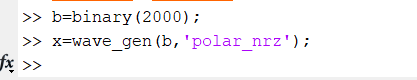 >> b=binary(2000);
>> x=wave_gen(b,'polar_nrz');
fx >>